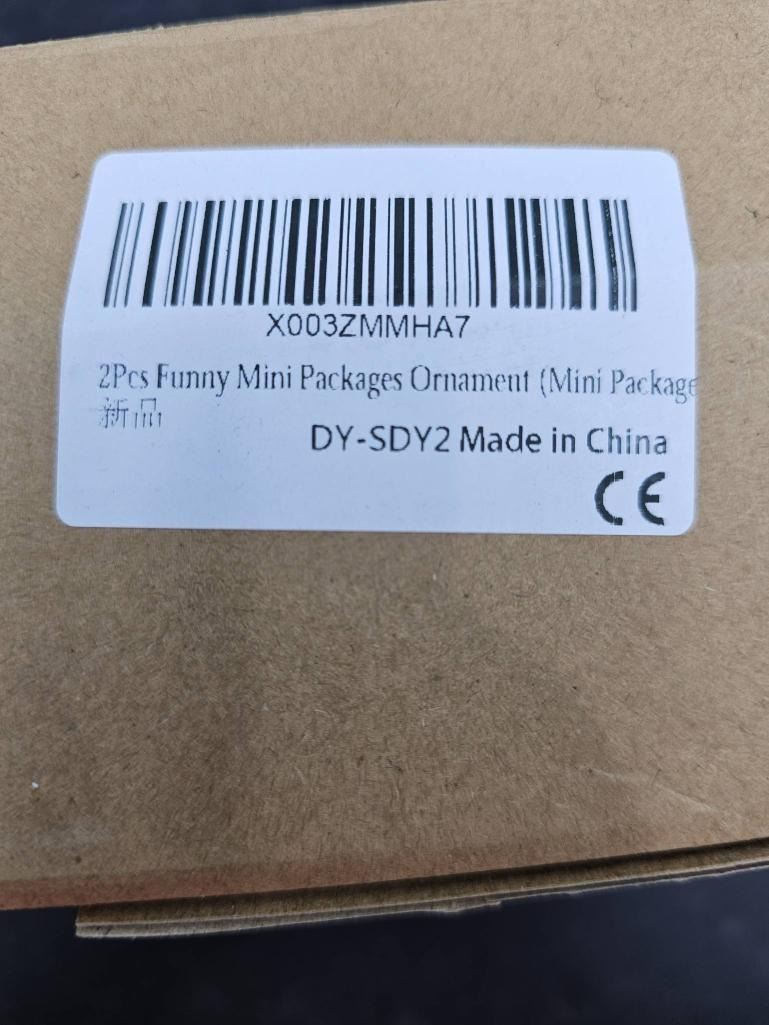 X003ZMMHA7
2Pcs Funny Mini Packages Ornament (Mini Package
新品
DY-SDY2 Made in China
CE